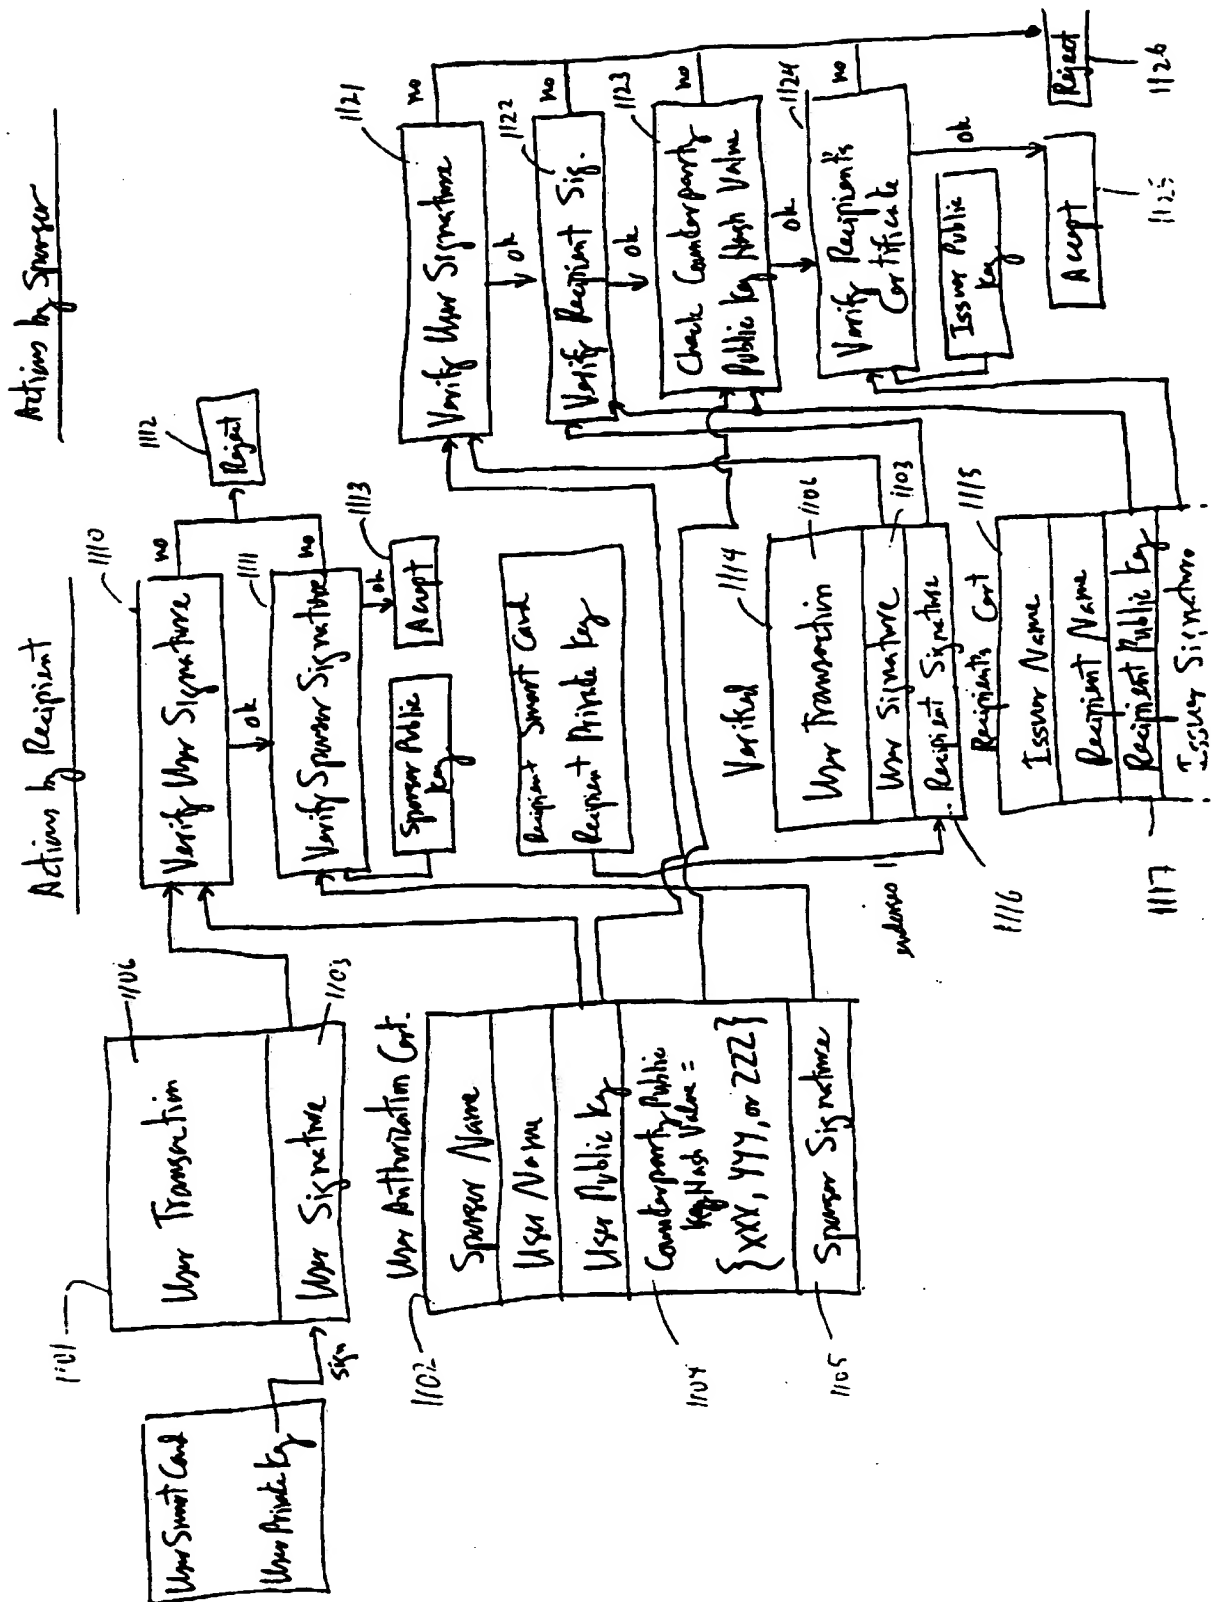 Actions by Recipient
Actions by Sponsor
User Smart Card
User Private Key
sign
1101
User Transaction
1106
User Signature
1103
User Authorization Cert.
1102
Sponsor Name
User Name
User Public Key
Counterparty Public
Key Hash Value =
{XXX, YYY, or ZZZ}
1104
Sponsor Signature
1105
1110
Verify User Signature
no
ok
1111
Verify Sponsor Signature
no
ok
1112
Reject
1113
Accept
Sponsor Public
Key
Recipient Smart Card
Recipient Private Key
Verified
1114
User Transaction
1106
User Signature
1103
Recipient Signature
1116
Recipients Cert
1115
Issuer Name
Recipient Name
Recipient Public Key
1117
Issuer Signature
1121
Verify User Signature
no
ok
1122
Verify Recipient Sig.
no
ok
1123
Check Counterparty
Public Key Hash Value
no
ok
1124
Verify Recipient's
Certificate
no
ok
Issuer Public
Key
Accept
1125
Reject
1126